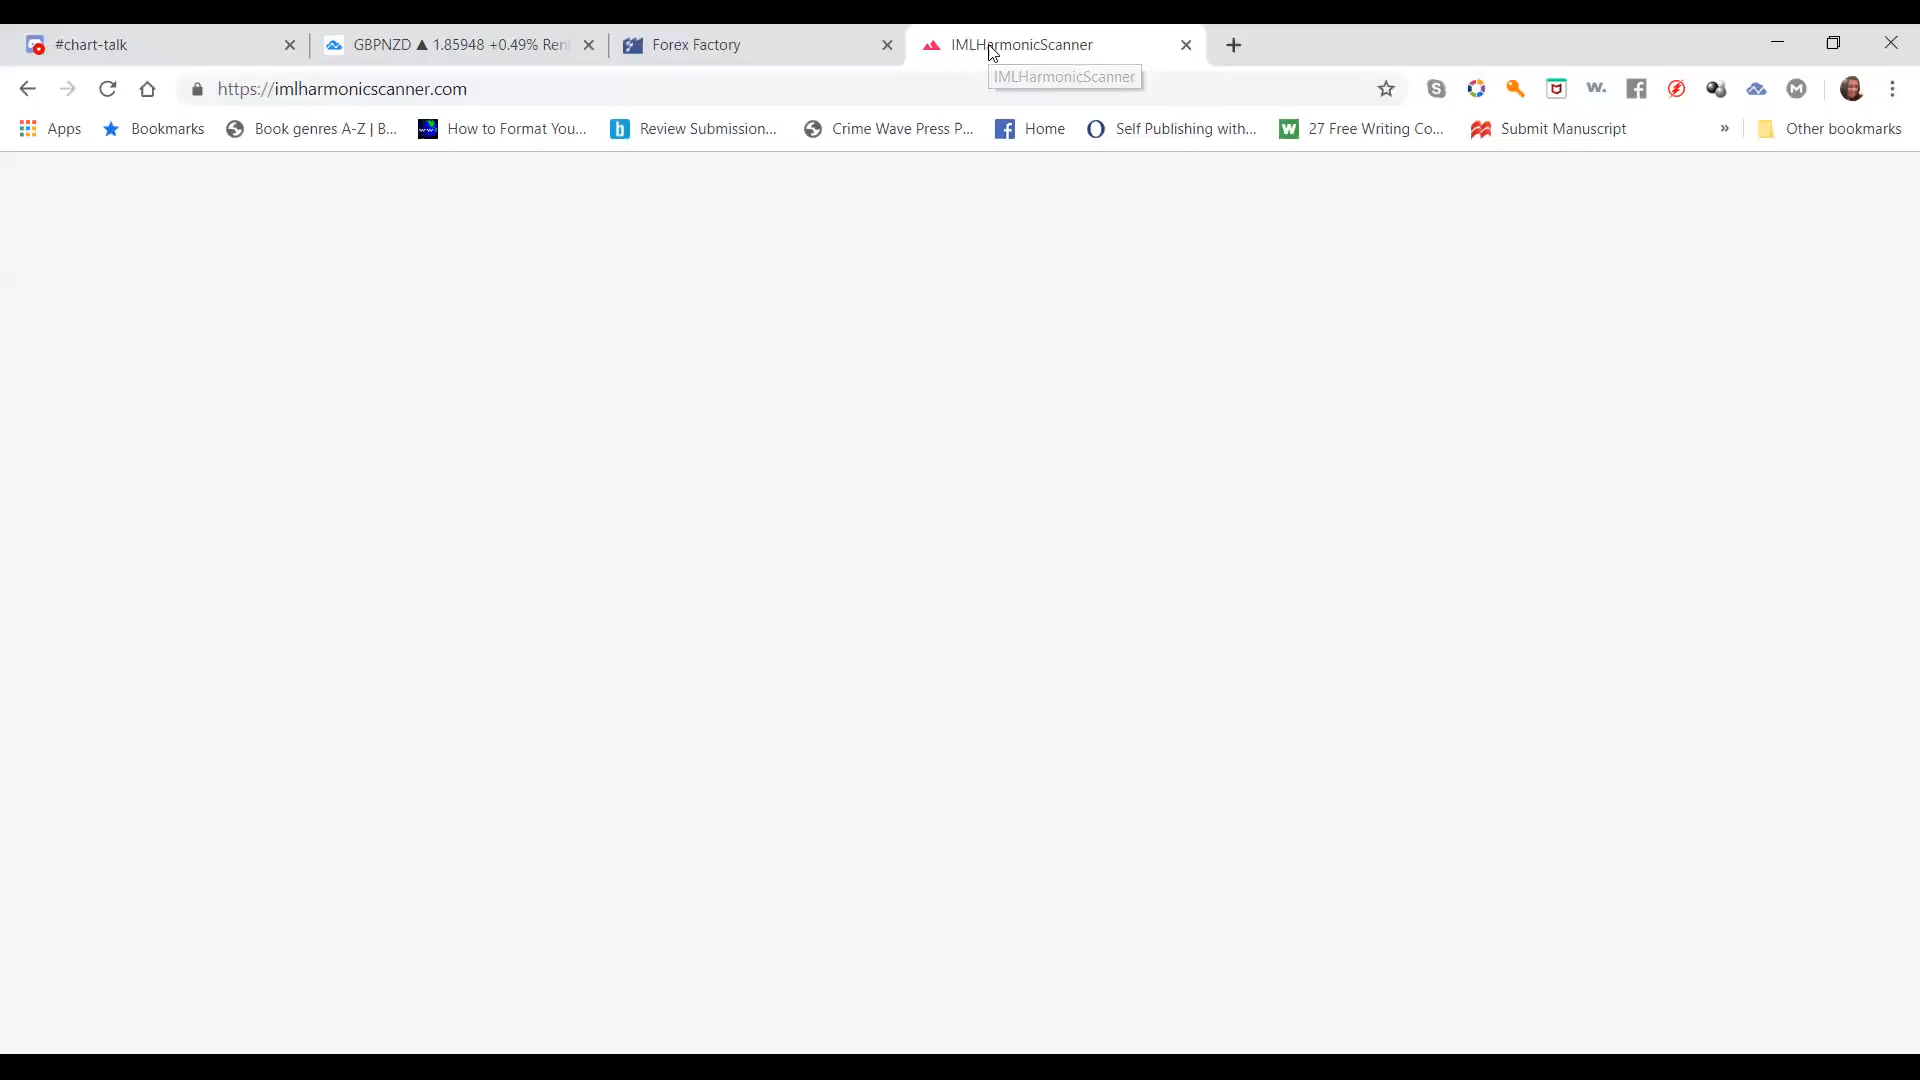 #chart-talk
GBPNZD ▲ 1.85948 +0.49% Ren
Forex Factory
IMLHarmonicScanner
IMLHarmonicScanner
https://imlharmonicscanner.com
w.
M
Apps
Bookmarks
Book genres A-Z | B...
How to Format You...
b
Review Submission...
Crime Wave Press P...
Home
Self Publishing with...
W
27 Free Writing Co...
Submit Manuscript
»
Other bookmarks